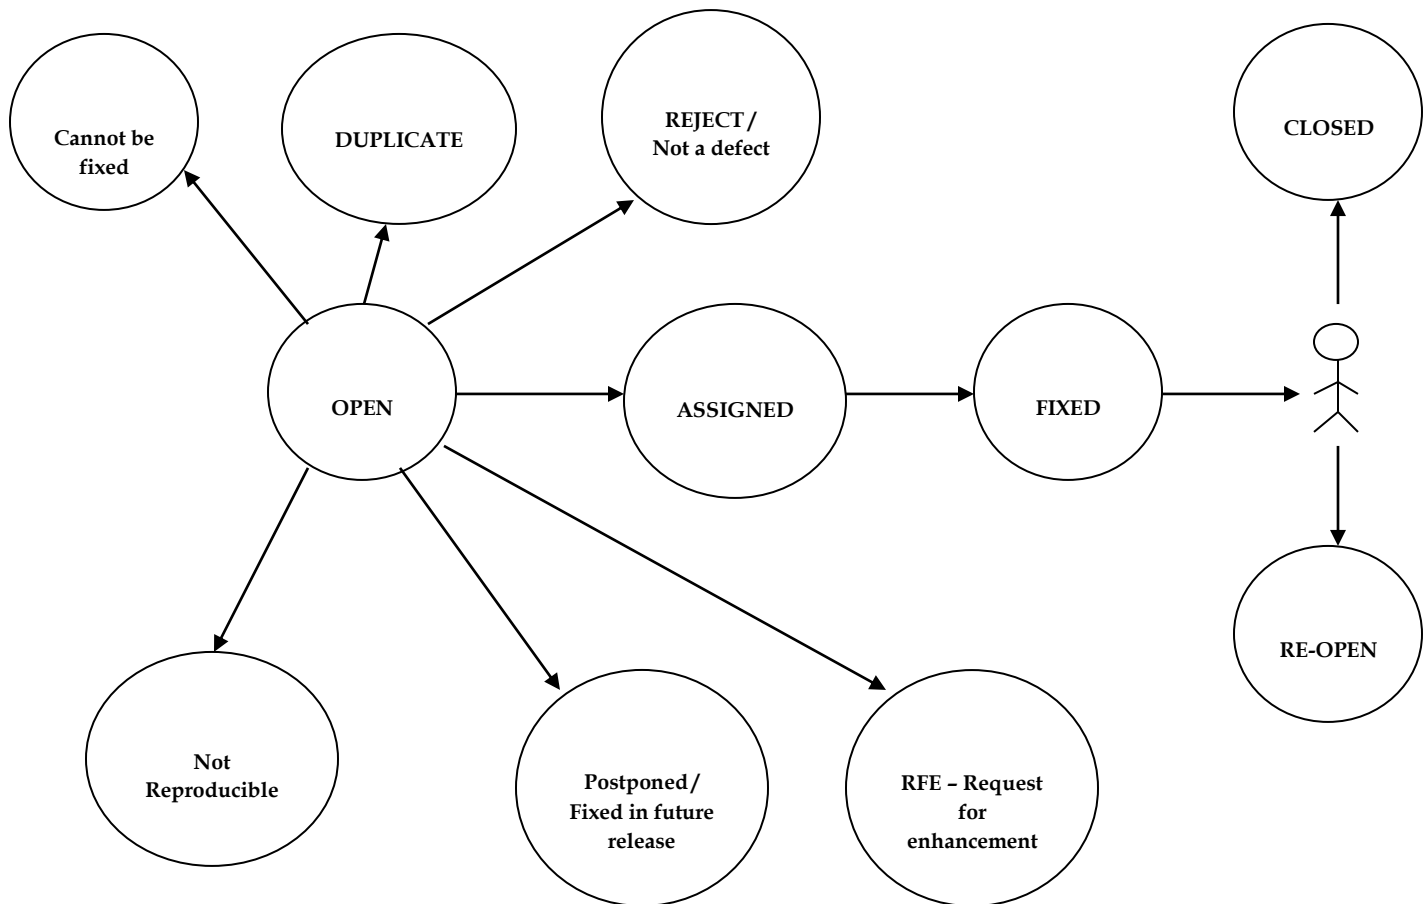 Cannot be
fixed
DUPLICATE
REJECT/
Not a defect
CLOSED
OPEN
ASSIGNED
FIXED
RE-OPEN
Not
Reproducible
Postponed/
Fixed in future
release
RFE – Request
for
enhancement